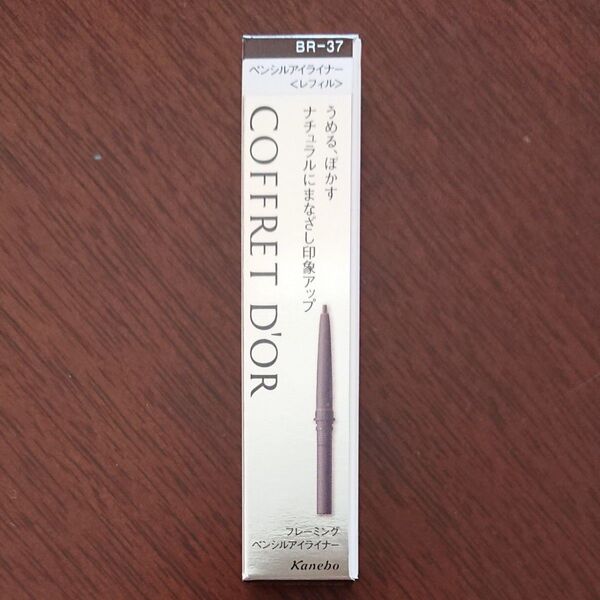 BR-37
ペンシルアイライナー
＜レフィル＞
うめる、ぼかす
ナチュラルにまなざし印象アップ
COFFRET D'OR
フレーミング
ペンシルアイライナー
Kanebo